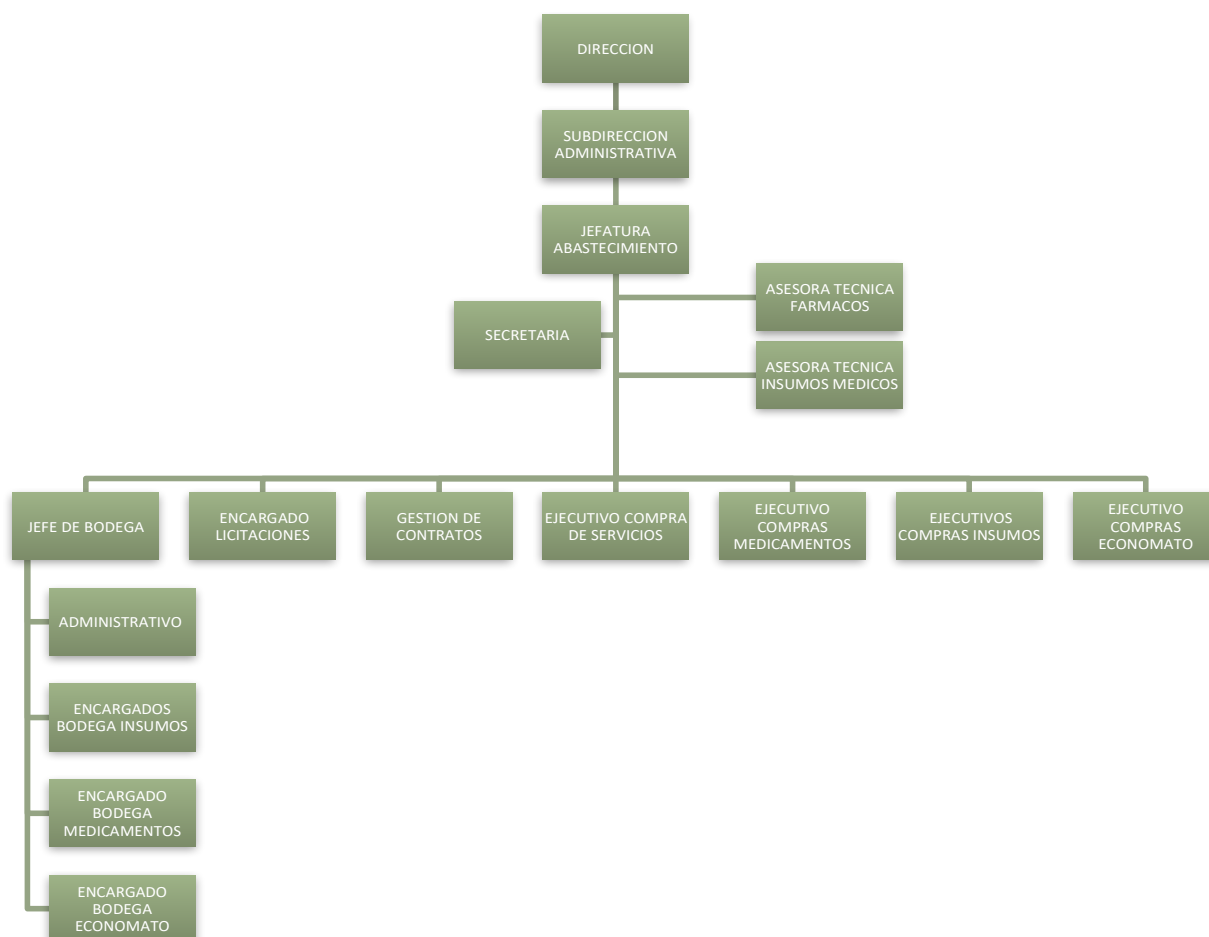 DIRECCION
SUBDIRECCION
ADMINISTRATIVA
JEFATURA
ABASTECIMIENTO
ASESORA TECNICA
FARMACOS
SECRETARIA
ASESORA TECNICA
INSUMOS MEDICOS
JEFE DE BODEGA
ENCARGADO
LICITACIONES
GESTION DE
CONTRATOS
EJECUTIVO COMPRA
DE SERVICIOS
EJECUTIVO
COMPRAS
MEDICAMENTOS
EJECUTIVOS
COMPRAS INSUMOS
EJECUTIVO
COMPRAS
ECONOMATO
ADMINISTRATIVO
ENCARGADOS
BODEGA INSUMOS
ENCARGADO
BODEGA
MEDICAMENTOS
ENCARGADO
BODEGA
ECONOMATO